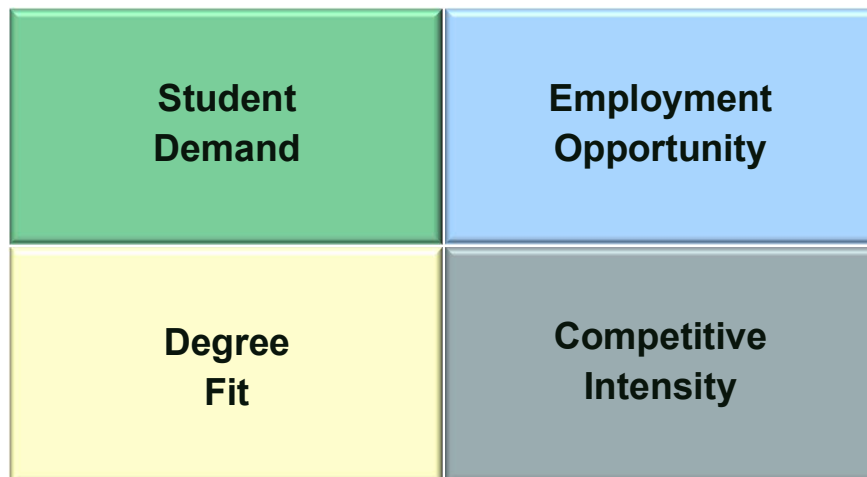 Student
Demand
Employment
Opportunity
Degree
Fit
Competitive
Intensity